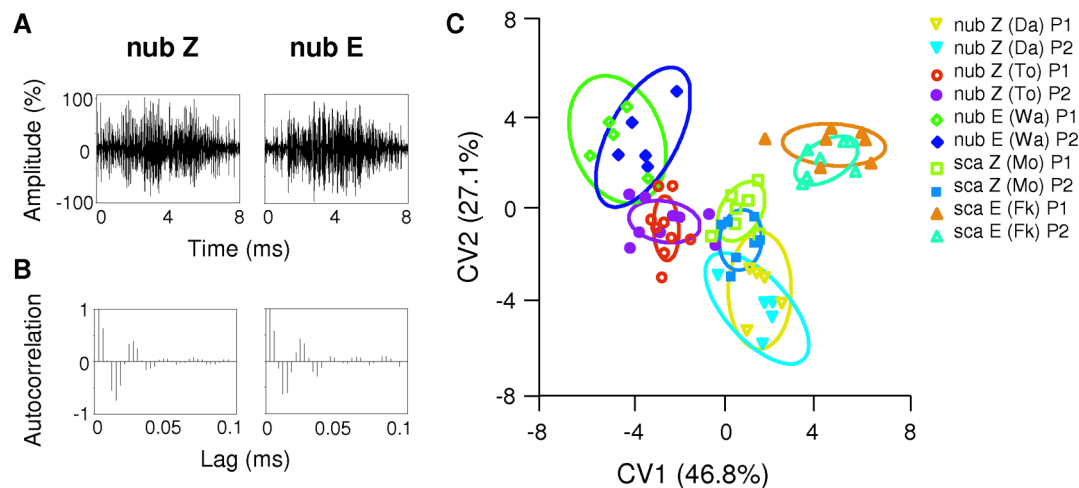 A
nub Z
nub E
Amplitude (%)
100
0
-100
0 4 8
0 4 8
Time (ms)
B
Autocorrelation
1
0
-1
0 0.05 0.1
0 0.05 0.1
Lag (ms)
C
CV2 (27.1%)
8
4
0
-4
-8
-8 -4 0 4 8
CV1 (46.8%)
nub Z (Da) P1
nub Z (Da) P2
nub Z (To) P1
nub Z (To) P2
nub E (Wa) P1
nub E (Wa) P2
sca Z (Mo) P1
sca Z (Mo) P2
sca E (Fk) P1
sca E (Fk) P2